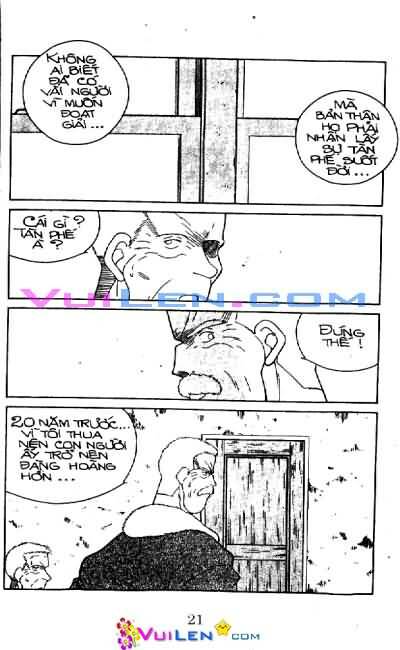 KHÔNG
AI BIẾT
ĐÃ CÓ
VÀI NGƯỜI
VÌ MUỐN
ĐOẠT
GIẢI ...
MÀ
BẢN THÂN
HỌ PHẢI
NHẬN LẤY
SỰ TÀN
PHẾ SUỐT
ĐỜI ...
CÁI GÌ?
TÀN PHẾ
À?
VUILEN.COM
ĐÚNG
THẾ!
20 NĂM TRƯỚC...
VÌ TÔI THUA
NÊN CON NGƯỜI
ẤY TRỞ NÊN
ĐÀNG HOÀNG
HƠN ...
21
VUILEN.COM